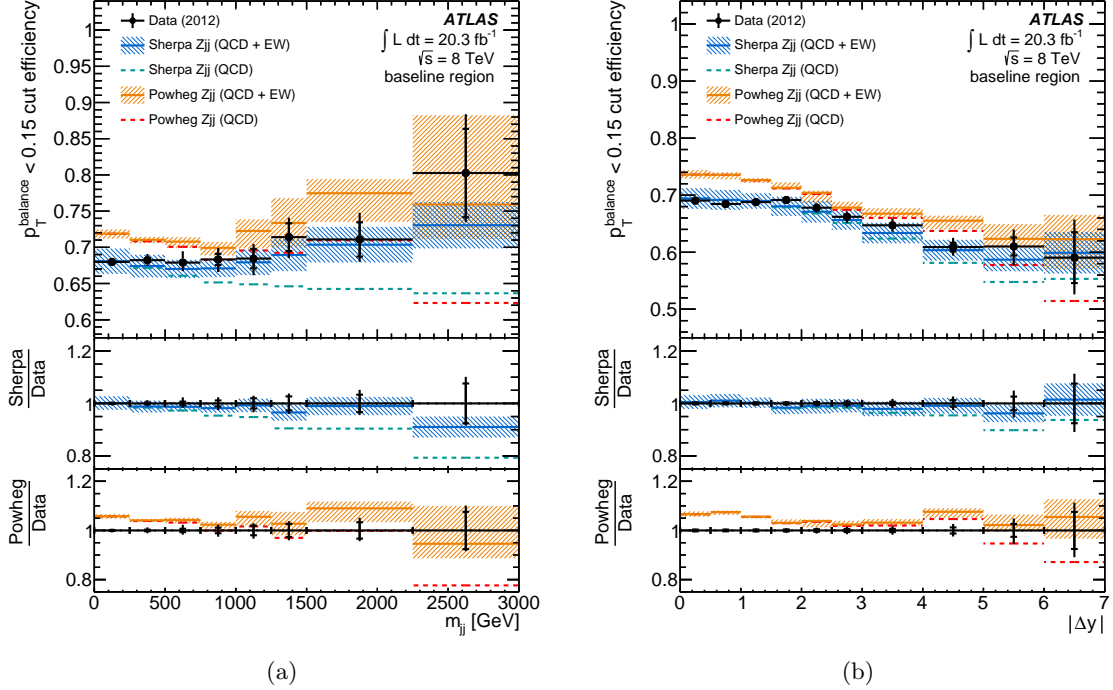 p_T^balance < 0.15 cut efficiency
1
0.95
0.9
0.85
0.8
0.75
0.7
0.65
0.6
Data (2012)
Sherpa Zjj (QCD + EW)
Sherpa Zjj (QCD)
Powheg Zjj (QCD + EW)
Powheg Zjj (QCD)
ATLAS
∫ L dt = 20.3 fb⁻¹
√s = 8 TeV
baseline region
Sherpa
Data
1.2
1
0.8
Powheg
Data
1.2
1
0.8
0 500 1000 1500 2000 2500 3000
m_jj [GeV]
(a)
p_T^balance < 0.15 cut efficiency
1
0.9
0.8
0.7
0.6
0.5
Data (2012)
Sherpa Zjj (QCD + EW)
Sherpa Zjj (QCD)
Powheg Zjj (QCD + EW)
Powheg Zjj (QCD)
ATLAS
∫ L dt = 20.3 fb⁻¹
√s = 8 TeV
baseline region
Sherpa
Data
1.2
1
0.8
Powheg
Data
1.2
1
0.8
0 1 2 3 4 5 6 7
|Δy|
(b)